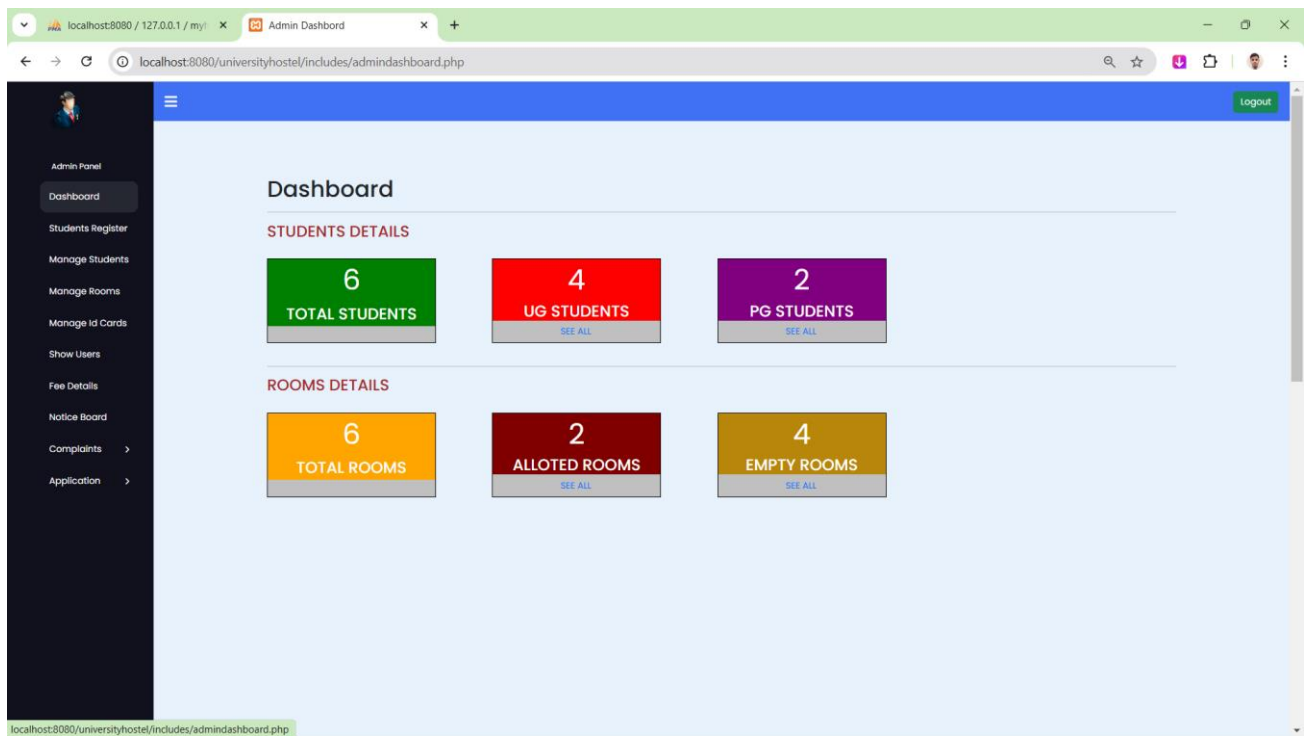 localhost:8080 / 127.0.0.1 / my
Admin Dashbord
localhost:8080/universityhostel/includes/admindashboard.php
Logout
Admin Panel
Dashboard
Students Register
Manage Students
Manage Rooms
Manage Id Cards
Show Users
Fee Details
Notice Board
Complaints
Application
Dashboard
STUDENTS DETAILS
6
TOTAL STUDENTS
4
UG STUDENTS
SEE ALL
2
PG STUDENTS
SEE ALL
ROOMS DETAILS
6
TOTAL ROOMS
2
ALLOTED ROOMS
SEE ALL
4
EMPTY ROOMS
SEE ALL
localhost:8080/universityhostel/includes/admindashboard.php